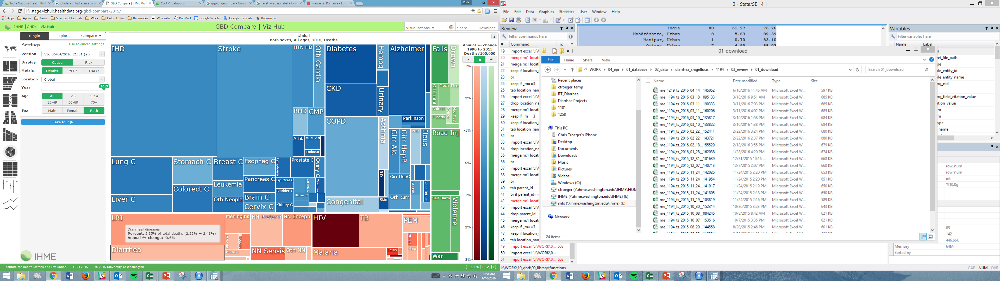 India National Health Prof
Cholera in India: an analys
GBD Compare | IHME Viz
CoD Visualization
ggplot geom_bar - Googl
facet_wrap no label - Goo
France vs. Romania - Euro
Chris
stage.vizhub.healthdata.org/gbd-compare/2015/
Apps
Apple
News
Science & Journals
Work
Helpful Sites
References
Wikipedia
PubMed
Google Scholar
Google Translate
Bookmarks
IHME | GHDx | Viz Hub
GBD Compare | Viz Hub
Visualizations
Share
Download
Single
Explore
Compare
Settings
Use advanced settings
Version
116 06/04/2016 21:51 (epi=...
Display
Cause
Risk
Metric
Deaths
YLDs
DALYs
Location
Global
Year
2015
Age
All
<5
5-14
15-49
50-69
70+
Sex
Male
Female
Both
Take tour
IHME
Global
Both sexes, All ages, 2015, Deaths
IHD
Stroke
HTN HD
Oth Cardio
RHD
CMP
A Fib
Aort An
Endocar
Diabetes
Hemog
CKD
Urinary
COPD
Asthma
ILD
Congenital
Skin
Alzheimer
Parkinson
Cirr Alc
Cirr HepB
PUD
Ileus
Cirr HepC
Gall Bile
Vasc Intest
Oth Cirr
Falls
Drown
Oth Unint
Mech
Fire
Animal
Poison
Med Treat
F Body
Road Inj
Self Harm
Violence
War
Lung C
Stomach C
Breast C
Esophag C
Lymphoma
Prostate C
Ovary C
Leukemia
Pancreas C
Lip Oral C
Larynx C
Myeloma
Colorect C
Bladder C
Uterus C
Liver C
Oth Neopla
Brain C
Cervix C
Kidney C
LRI
Diarrheal diseases
Percent: 2.35% of total deaths (2.22% — 2.48%)
Annual % change: -3.6%
Diarrhea
Meningitis
Intest Inf
Encepha
Measles
NN Preterm
NN Enceph
NN Sepsis
Oth NN
HIV
TB
Malaria
Leish
PEM
Oth Inf
Hep
Annual % change
1990 to 2015
Deaths/100,000
-
±
+
-3%
-2%
-1%
0%
1%
2%
3%
Institute for Health Metrics and Evaluation
GBD 2015
© 2015 University of Washington
- 100% +
11:54 AM
6/10/2016
3 - Stata/SE 14.1
File
Edit
Data
Graphics
Statistics
User
Window
Help
Review
Filter commands here
# Command rc
19 import excel "J:\
20 merge m:1 locati
21 merge m:1 locati
22 keep if location_i
23 br
24 keep if _m==3
25 tab location_nam
26 import excel "J:\
27 drop location_na
28 merge m:1 locati
29 keep if _m==3
30 keep if location_i
31 tab location_nam
32 br
33 import excel "J:\
34 drop location_na
35 merge m:1 locati
36 br
37 import excel "J:\
38 merge m:1 locati
39 br
40 tab parent_id
41 br if parent_id==
42 merge m:1 locati
43 import excel "J:\
44 drop parent_id
45 merge m:1 locati
46 keep if _m==3
47 keep if location_i
48 tab location_nam
49 import excel "J:\WORK\0... 603
50 import excel "J:\WORK\0...
51 import excel "J:\WORK\0... 603
India 88 61.97 76.76
Mahārāshtra, Urban 8 5.63 82.39
Manipur, Urban 1 0.70 83.10
Orissa, Urban 7 4.93 88.03
01_download
File
Home
Share
View
« WORK
04_epi
01_database
02_data
diarrhea_shigellosis
1194
03_review
01_download
Search 01_download
Recent places
ctroeger_temp
RT_Diarrhea
Diarrhea Projects
1181
1258
This PC
Chris Troeger's iPhone
Desktop
Documents
Downloads
Music
Pictures
Videos
Windows (C:)
ctroeger (\\ihme.washington.edu\IHME\HOM
IHME (\\ihme.washington.edu\IHME) (I:)
snfs (\\ihme.washington.edu\ihme) (J:)
Network
Name Date modified Type Size
me_1219_ts_2016_04_14__145052 6/10/2016 11:45 AM Microsoft Excel W... 597 KB
me_1194_ts_2016_03_18__095133 3/18/2016 9:51 AM Microsoft Excel W... 685 KB
me_1194_ts_2016_03_11__190333 3/11/2016 7:03 PM Microsoft Excel W... 685 KB
me_1194_ts_2016_03_11__160206 3/11/2016 4:02 PM Microsoft Excel W... 685 KB
me_1194_ts_2016_03_10__135817 3/10/2016 1:58 PM Microsoft Excel W... 684 KB
me_1194_ts_2016_03_10__133822 3/10/2016 1:38 PM Microsoft Excel W... 684 KB
me_1194_ts_2016_02_22__152411 2/22/2016 3:24 PM Microsoft Excel W... 680 KB
me_1194_ts_2016_02_22__143721 2/22/2016 2:37 PM Microsoft Excel W... 680 KB
me_1194_ts_2016_02_18__155529 2/18/2016 3:55 PM Microsoft Excel W... 679 KB
me_1194_ts_2016_01_28__162038 1/28/2016 4:20 PM Microsoft Excel W... 674 KB
me_1194_ts_2015_12_31__101639 12/31/2015 10:16 ... Microsoft Excel W... 668 KB
me_1194_ts_2015_12_07__140713 12/7/2015 2:07 PM Microsoft Excel W... 660 KB
me_1194_ts_2015_11_24__142025 11/24/2015 2:20 PM Microsoft Excel W... 653 KB
me_1194_ts_2015_11_24__141954 11/24/2015 2:20 PM Microsoft Excel W... 651 KB
me_1194_ts_2015_11_24__141917 11/24/2015 2:19 PM Microsoft Excel W... 650 KB
me_1194_ts_2015_11_24__141805 11/24/2015 2:18 PM Microsoft Excel W... 650 KB
me_1194_ts_2015_11_19__103819 11/24/2015 2:16 PM Microsoft Excel W... 589 KB
me_1194_ts_2015_10_30__152314 10/30/2015 3:23 PM Microsoft Excel W... 643 KB
me_1194_ts_2015_10_08__084245 10/8/2015 8:42 AM Microsoft Excel W... 621 KB
me_1194_ts_2015_10_07__153516 10/7/2015 3:35 PM Microsoft Excel W... 621 KB
me_1194_ts_2015_08_20__144558 8/20/2015 2:46 PM Microsoft Excel W... 601 KB
24 items
Variables
Filter variables here
Name Label
et_file_path
pe
le_entity_id
le_entity_name
ng_nid
ng_field_citation_value
tion_value
m
m
ype
_name
row_num
row_num
int
%10.0g
85
142
446.66K
Memory 64M
Sorted by
J:\WORK\10_gbd\00_library\functions
CAP NUM OVR